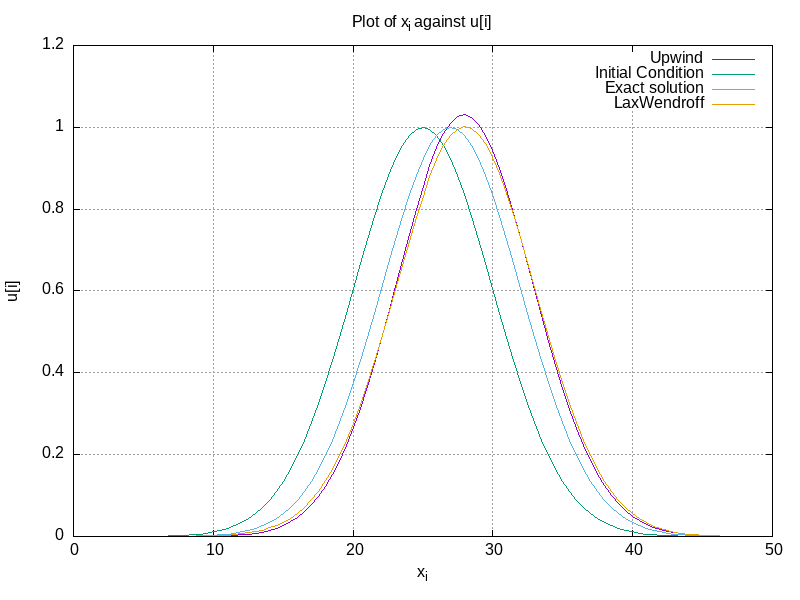 Plot of xi against u[i]
Upwind
Initial Condition
Exact solution
LaxWendroff
1.2
1
0.8
0.6
0.4
0.2
0
u[i]
0 10 20 30 40 50
xi